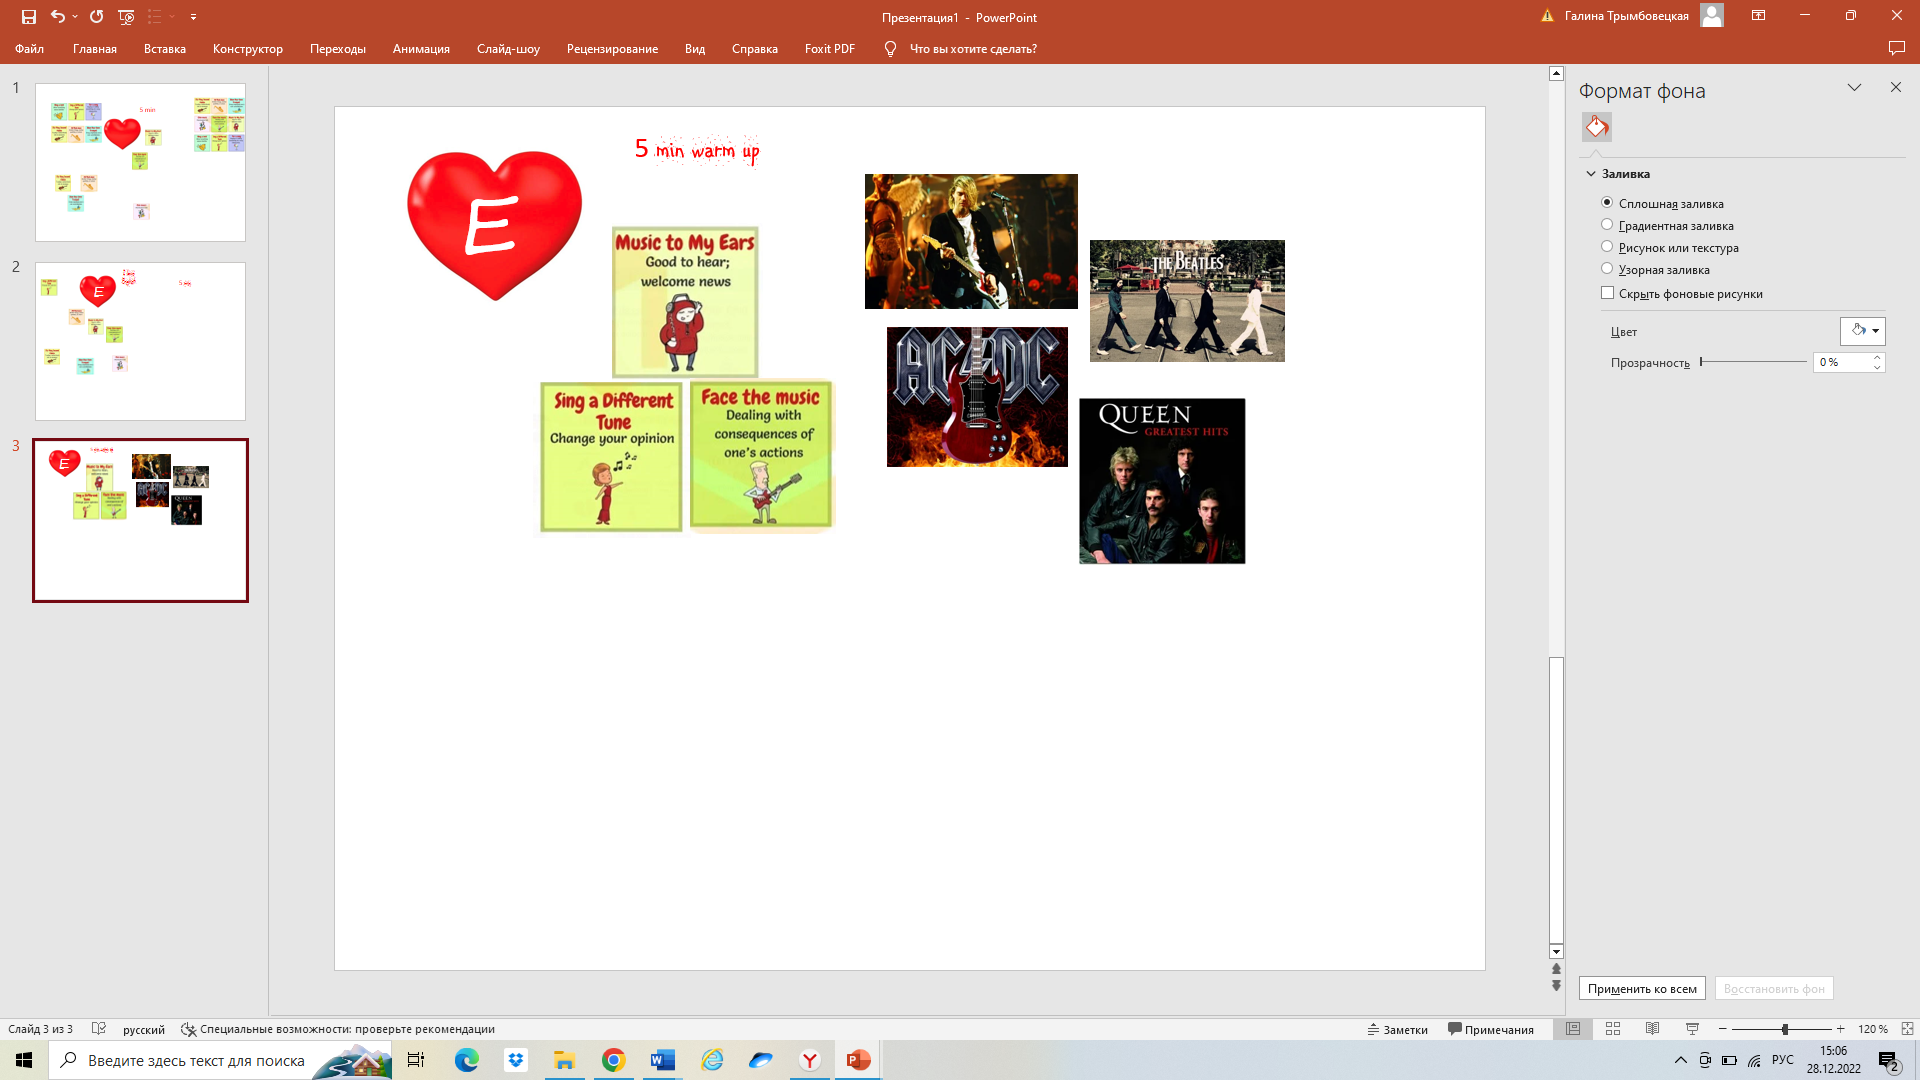 Презентация1 - PowerPoint
Галина Трымбовецкая
Файл Главная Вставка Конструктор Переходы Анимация Слайд-шоу Рецензирование Вид Справка Foxit PDF Что вы хотите сделать?
1
5 min
2
3
5 min warm up
E
Music to My Ears
Good to hear;
welcome news
Sing a Different
Tune
Change your opinion
Face the music
Dealing with
consequences of
one's actions
THE BEATLES
AC DC
QUEEN
GREATEST HITS
Формат фона
Заливка
Сплошная заливка
Градиентная заливка
Рисунок или текстура
Узорная заливка
Скрыть фоновые рисунки
Цвет
Прозрачность 0 %
Применить ко всем Восстановить фон
Слайд 3 из 3 русский Специальные возможности: проверьте рекомендации
Заметки Примечания 120 %
Введите здесь текст для поиска
РУС 15:06
28.12.2022
2